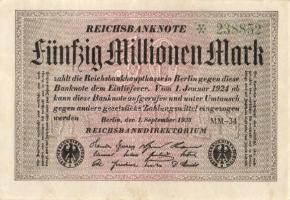 REICHSBANKNOTE
* 238852
Fünfzig Millionen Mark
zahlt die Reichsbankhauptkasse in Berlin gegen diese
Banknote dem Einlieferer. Vom 1. Januar 1924 ab
kann diese Banknote aufgerufen und unter Umtausch
gegen andere gesetzliche Zahlungsmittel eingezogen
werden
Berlin, den 1. September 1923
MM-34
REICHSBANKDIREKTORIUM